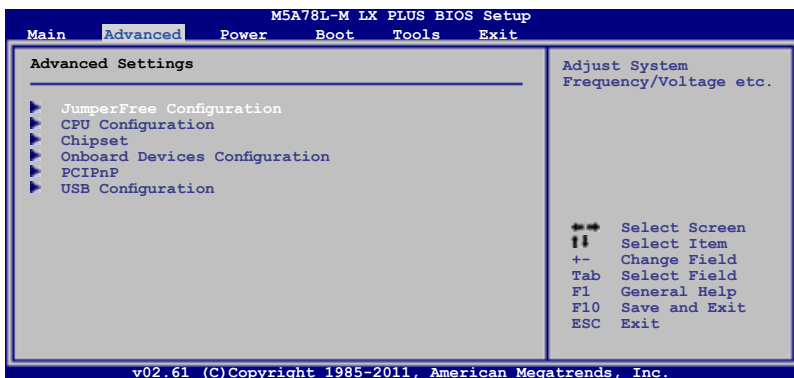 M5A78L-M LX PLUS BIOS Setup
Main Advanced Power Boot Tools Exit
Advanced Settings
JumperFree Configuration
CPU Configuration
Chipset
Onboard Devices Configuration
PCIPnP
USB Configuration
Adjust System
Frequency/Voltage etc.
Select Screen
Select Item
+- Change Field
Tab Select Field
F1 General Help
F10 Save and Exit
ESC Exit
v02.61 (C)Copyright 1985-2011, American Megatrends, Inc.